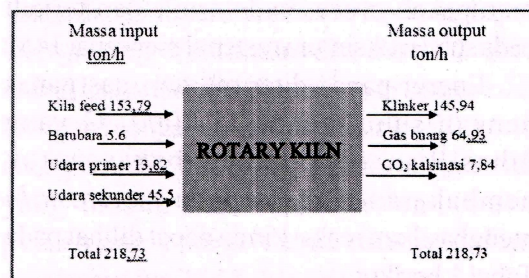 Massa input
ton/h
Massa output
ton/h
Kiln feed 153,79
Batubara 5.6
Udara primer 13,82
Udara sekunder 45,5
ROTARY KILN
Klinker 145,94
Gas buang 64,93
CO₂ kalsinasi 7,84
Total 218,73
Total 218,73